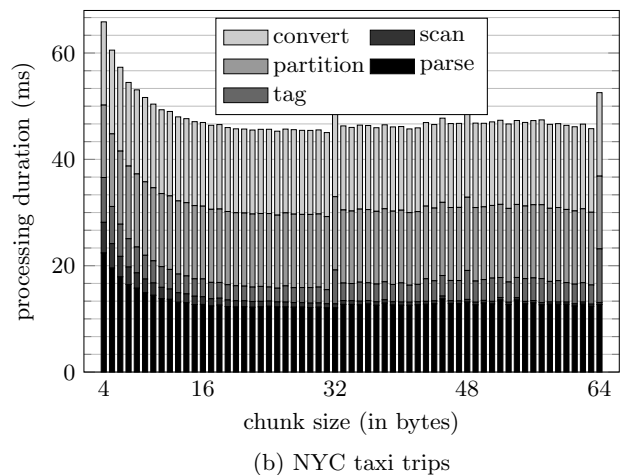 60
40
20
0
processing duration (ms)
convert
scan
partition
parse
tag
4 16 32 48 64
chunk size (in bytes)
(b) NYC taxi trips